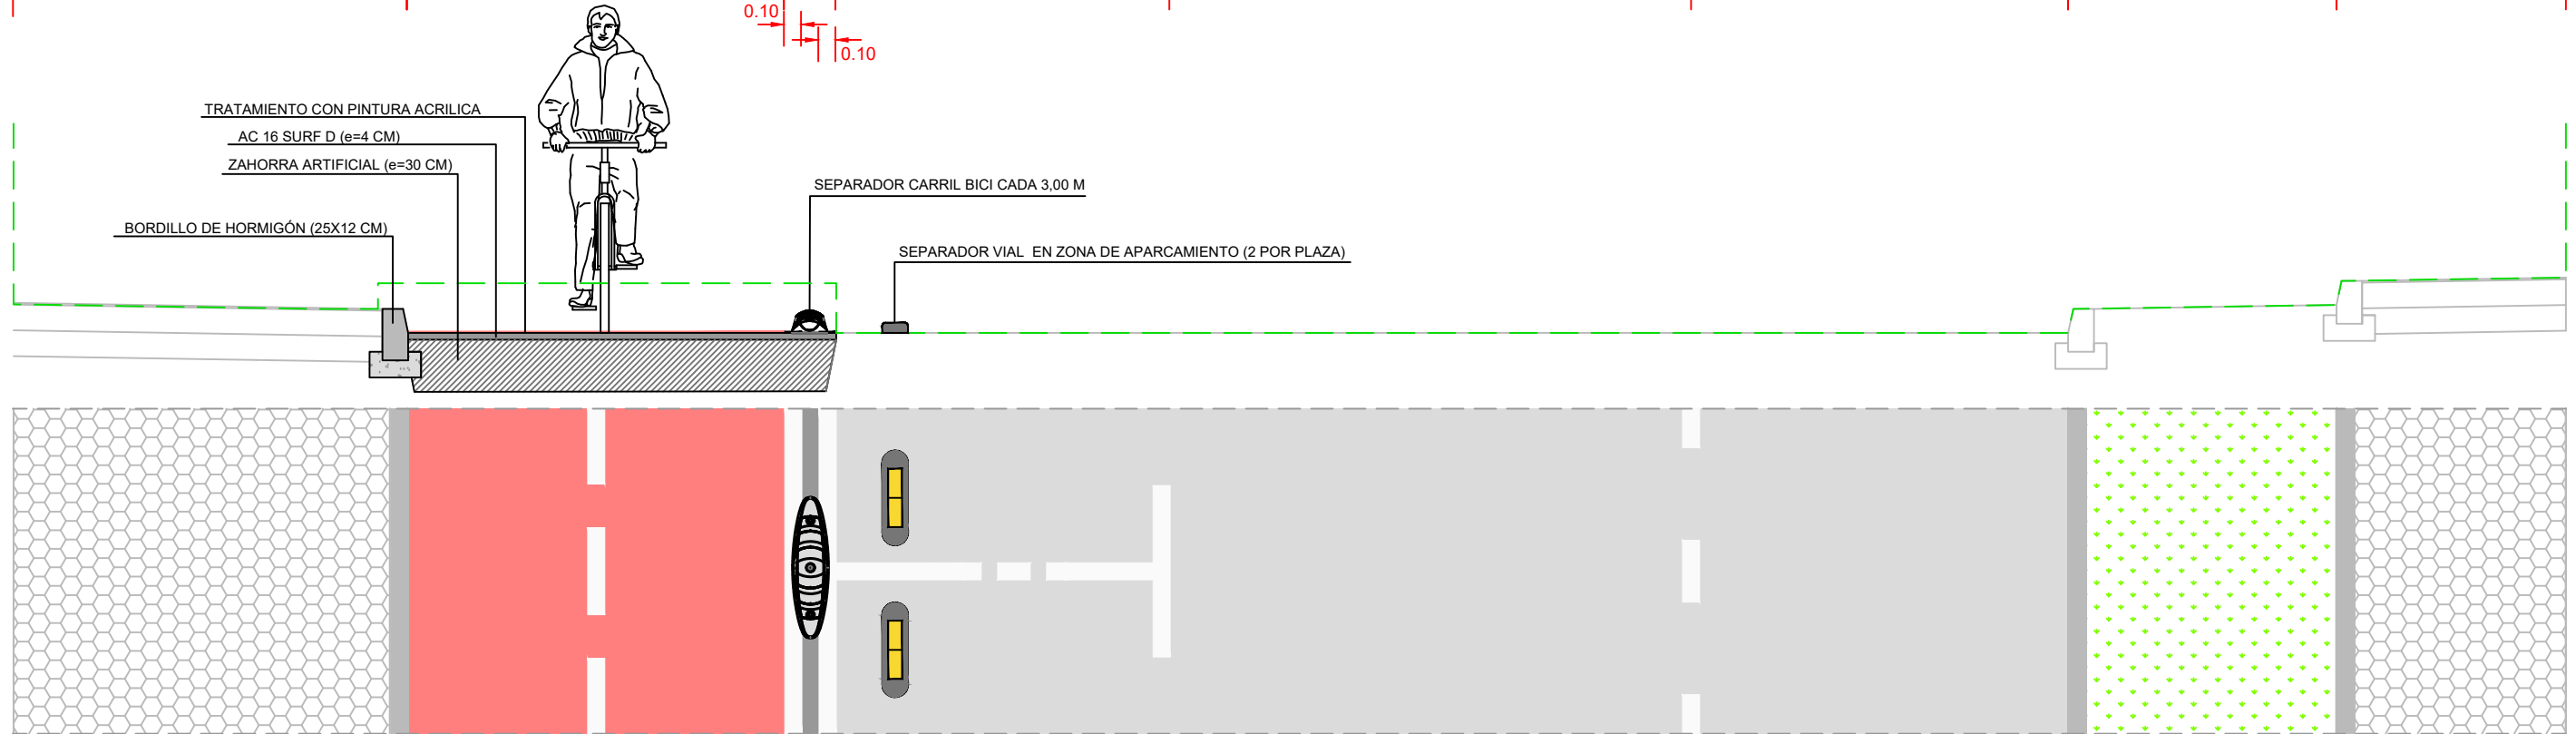 0.10
0.10
TRATAMIENTO CON PINTURA ACRILICA
AC 16 SURF D (e=4 CM)
ZAHORRA ARTIFICIAL (e=30 CM)
SEPARADOR CARRIL BICI CADA 3,00 M
BORDILLO DE HORMIGÓN (25X12 CM)
SEPARADOR VIAL EN ZONA DE APARCAMIENTO (2 POR PLAZA)